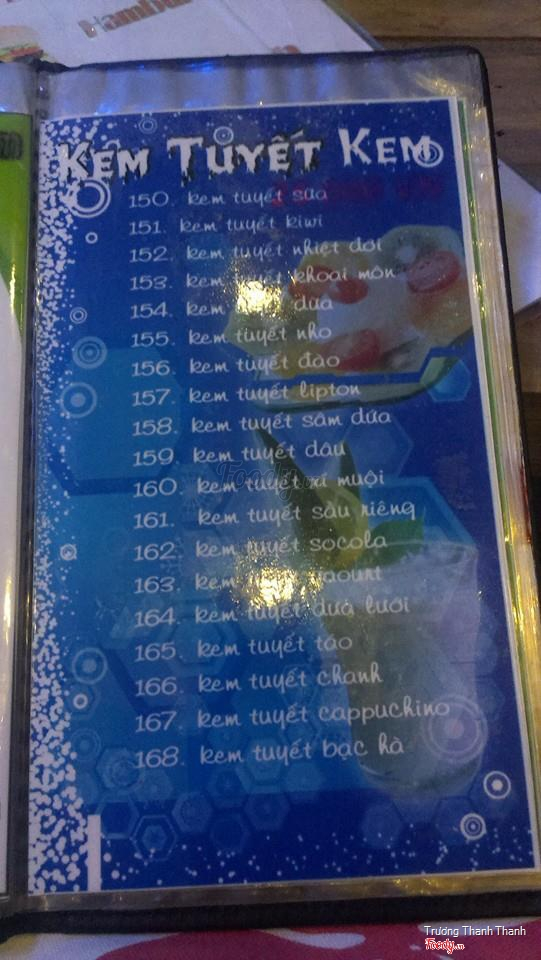 KEM TUYẾT KEM
150. kem tuyết sữa
151. kem tuyết kiwi
152. kem tuyết nhiệt đới
153. kem tuyết khoai môn
154. kem dừa
155. kem tuyết nho
156. kem tuyết đào
157. kem tuyết lipton
158. kem tuyết sâm dứa
159. kem tuyết dâu
160. kem tuyết xí muội
161. kem tuyết sầu riêng
162. kem tuyết socola
163. kem yaourt
164. kem tuyết dưa lưới
165. kem tuyết táo
166. kem tuyết chanh
167. kem tuyết cappuchino
168. kem tuyết bạc hà
Trương Thanh Thanh
Foody.vn